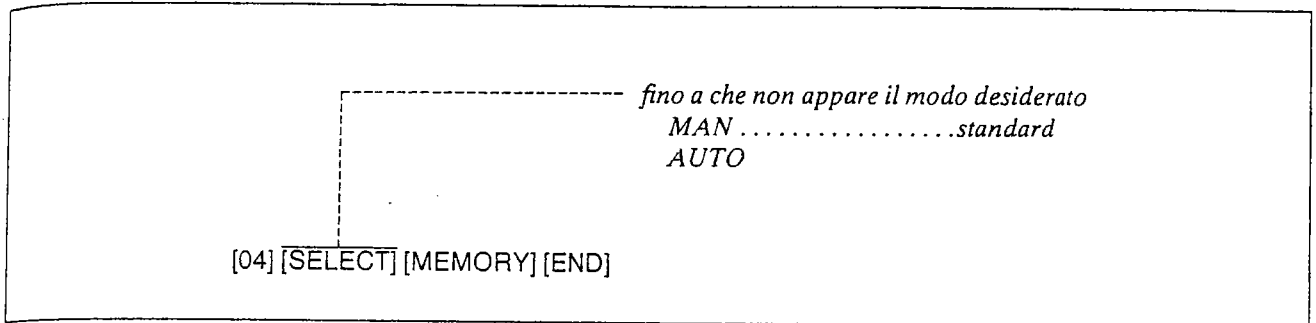 fino a che non appare il modo desiderato
MAN ..................standard
AUTO
[04] [SELECT] [MEMORY] [END]